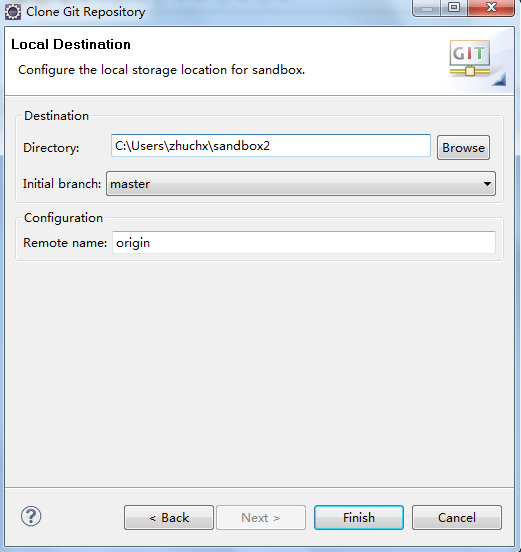 Clone Git Repository
Local Destination
Configure the local storage location for sandbox.
GIT
Destination
Directory: C:\Users\zhuchx\sandbox2 Browse
Initial branch: master
Configuration
Remote name: origin
? < Back Next > Finish Cancel